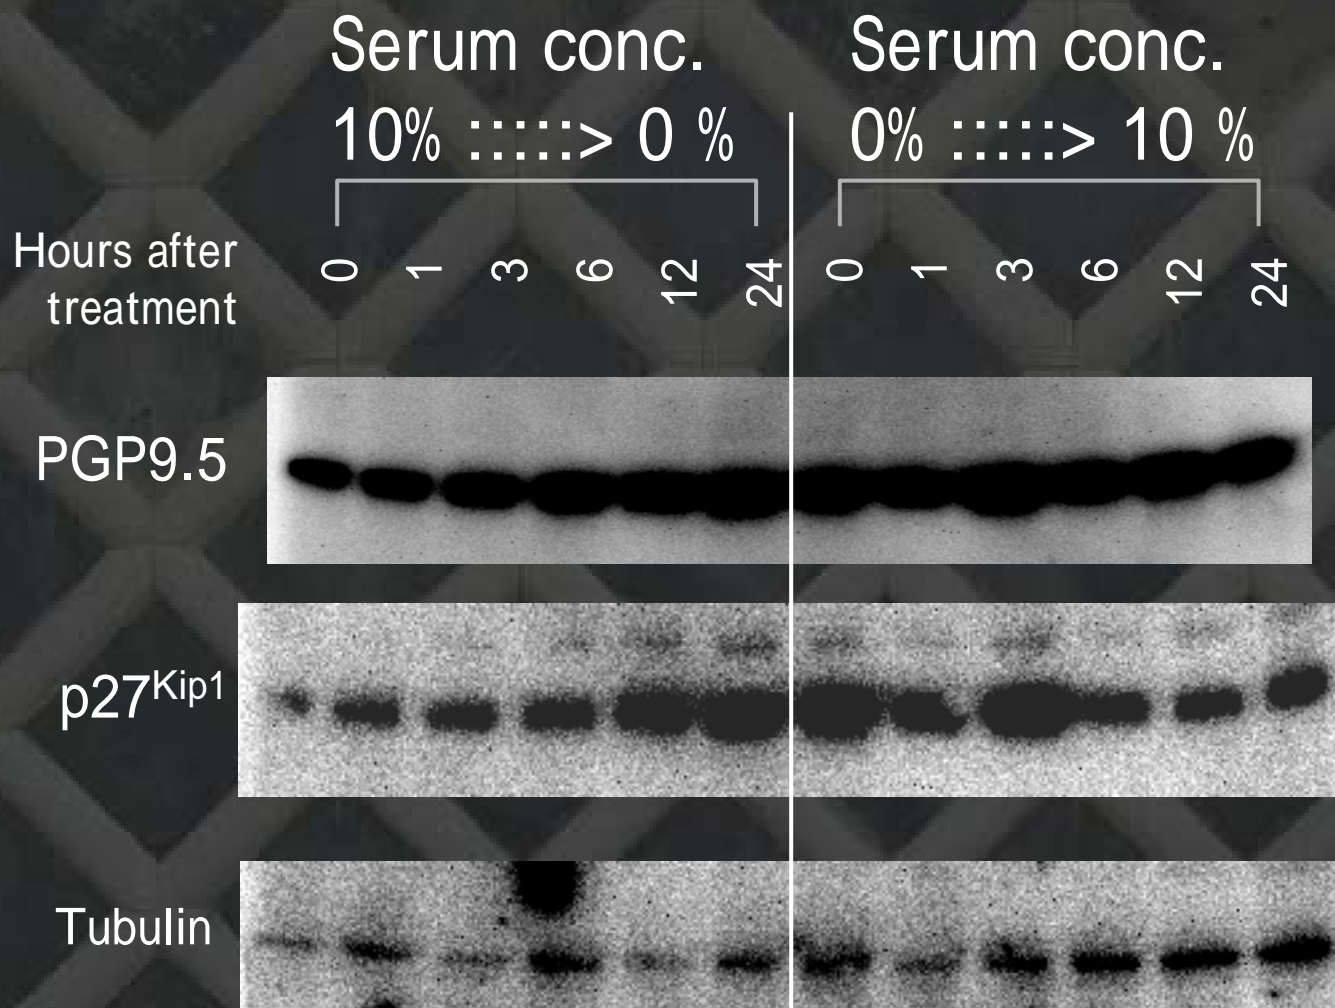 Serum conc. Serum conc.
10% :::::> 0 % 0% :::::> 10 %
Hours after
treatment
0 1 3 6 12 24 0 1 3 6 12 24
PGP9.5
p27Kip1
Tubulin